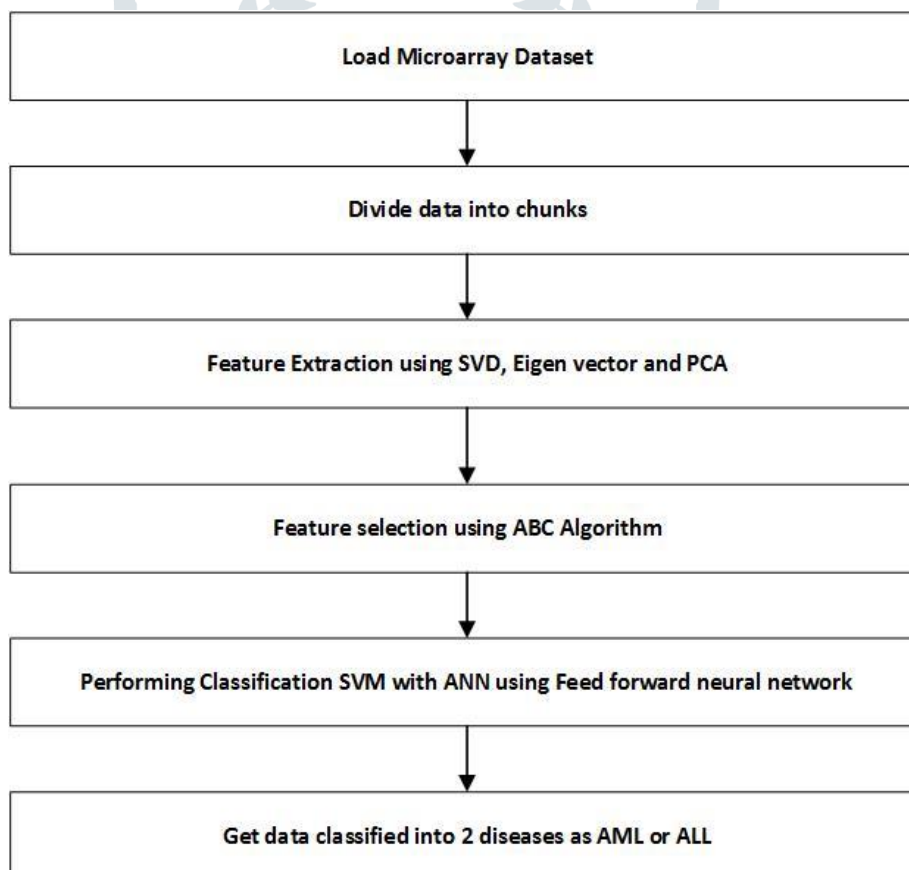 Load Microarray Dataset
Divide data into chunks
Feature Extraction using SVD, Eigen vector and PCA
Feature selection using ABC Algorithm
Performing Classification SVM with ANN using Feed forward neural network
Get data classified into 2 diseases as AML or ALL